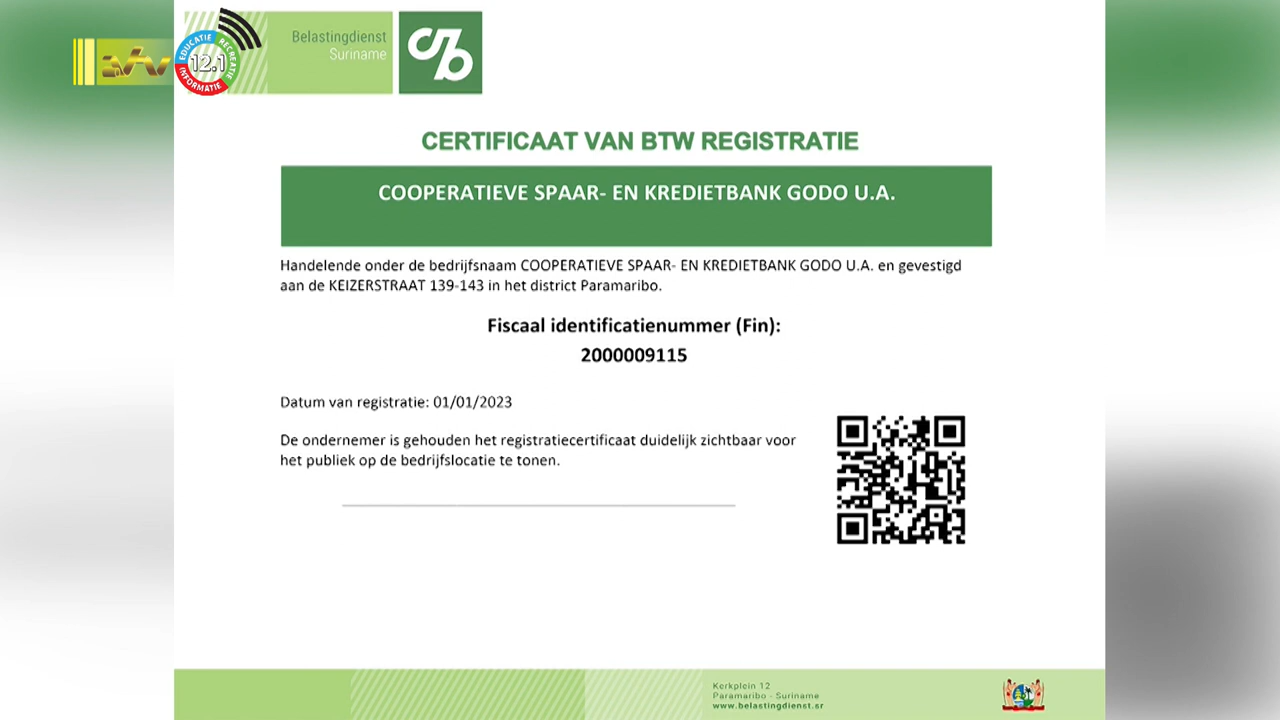 Belastingdienst
Suriname
EDUCATIE
RECREATIE
INFORMATIE
12.1
CERTIFICAAT VAN BTW REGISTRATIE
COOPERATIEVE SPAAR- EN KREDIETBANK GODO U.A.
Handelende onder de bedrijfsnaam COOPERATIEVE SPAAR- EN KREDIETBANK GODO U.A. en gevestigd
aan de KEIZERSTRAAT 139-143 in het district Paramaribo.
Fiscaal identificatienummer (Fin):
2000009115
Datum van registratie: 01/01/2023
De ondernemer is gehouden het registratiecertificaat duidelijk zichtbaar voor
het publiek op de bedrijfslocatie te tonen.
Kerkplein 12
Paramaribo - Suriname
www.belastingdienst.sr